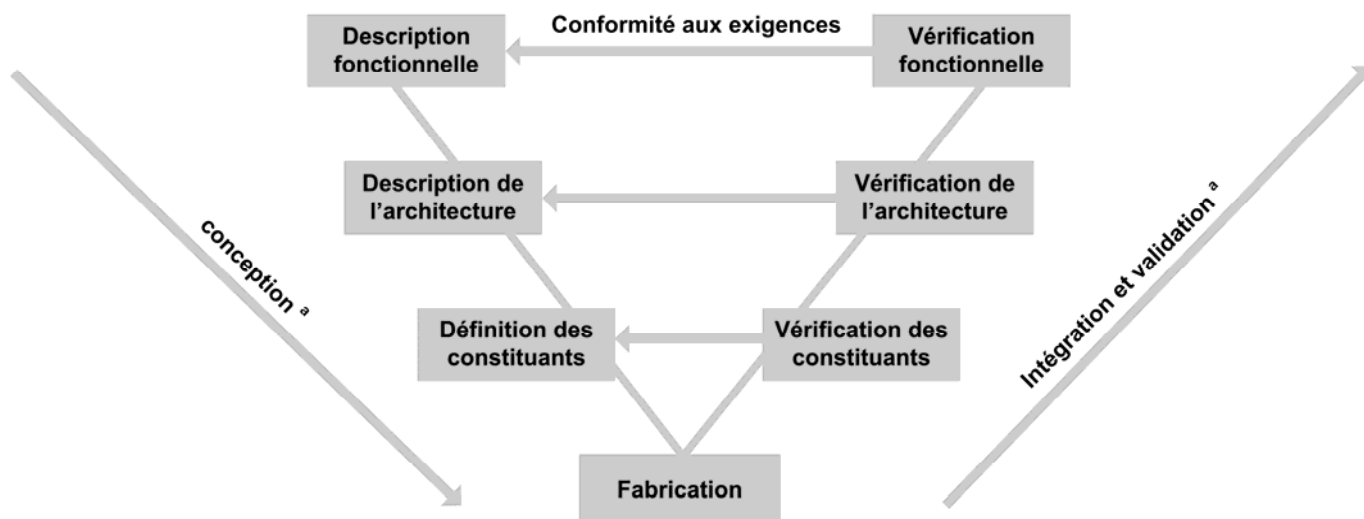 Description
fonctionnelle
Conformité aux exigences
Vérification
fonctionnelle
Description de
l’architecture
Vérification de
l’architecture
conception ᵃ
Intégration et validation ᵃ
Définition des
constituants
Vérification des
constituants
Fabrication